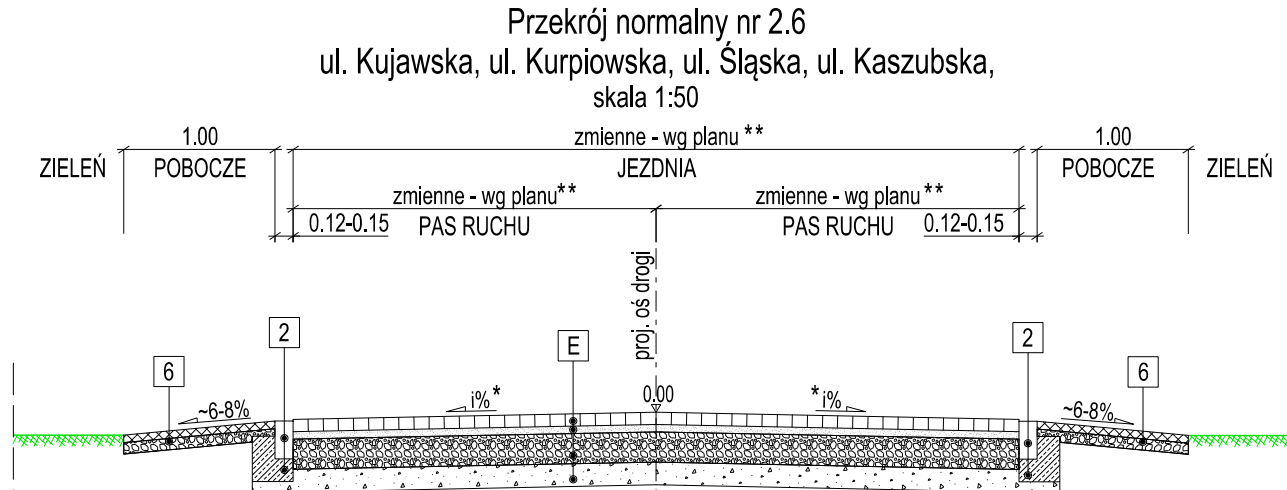 Przekrój normalny nr 2.6
ul. Kujawska, ul. Kurpiowska, ul. Śląska, ul. Kaszubska,
skala 1:50
1.00 zmienne - wg planu ** 1.00
ZIELEŃ POBOCZE JEZDNIA POBOCZE ZIELEŃ
zmienne - wg planu** zmienne - wg planu**
0.12-0.15 PAS RUCHU PAS RUCHU 0.12-0.15
proj. oś drogi
2 E 2
6 6
~6-8% i% * 0.00 * i% ~6-8%